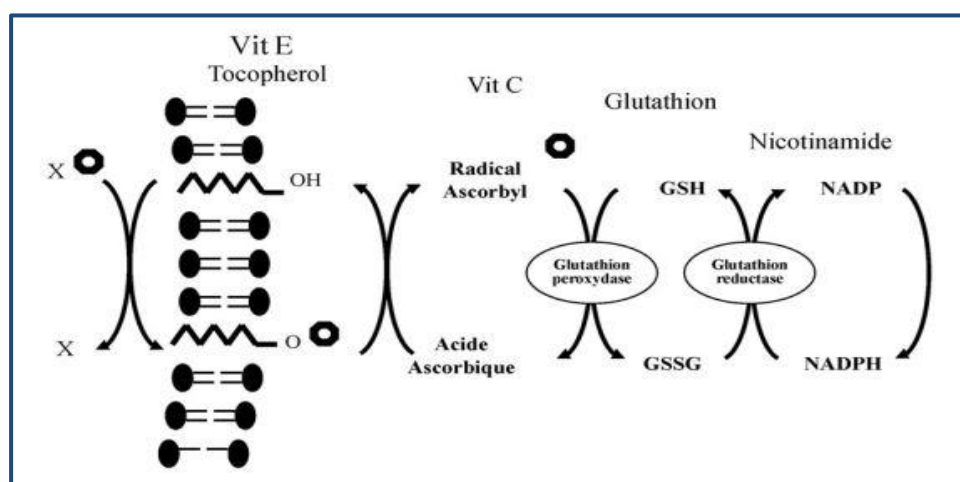 Vit E
Tocopherol
Vit C
Glutathion
Nicotinamide
X
OH
Radical
Ascorbyl
GSH
NADP
Glutathion
peroxydase
Glutathion
reductase
X
O
Acide
Ascorbique
GSSG
NADPH